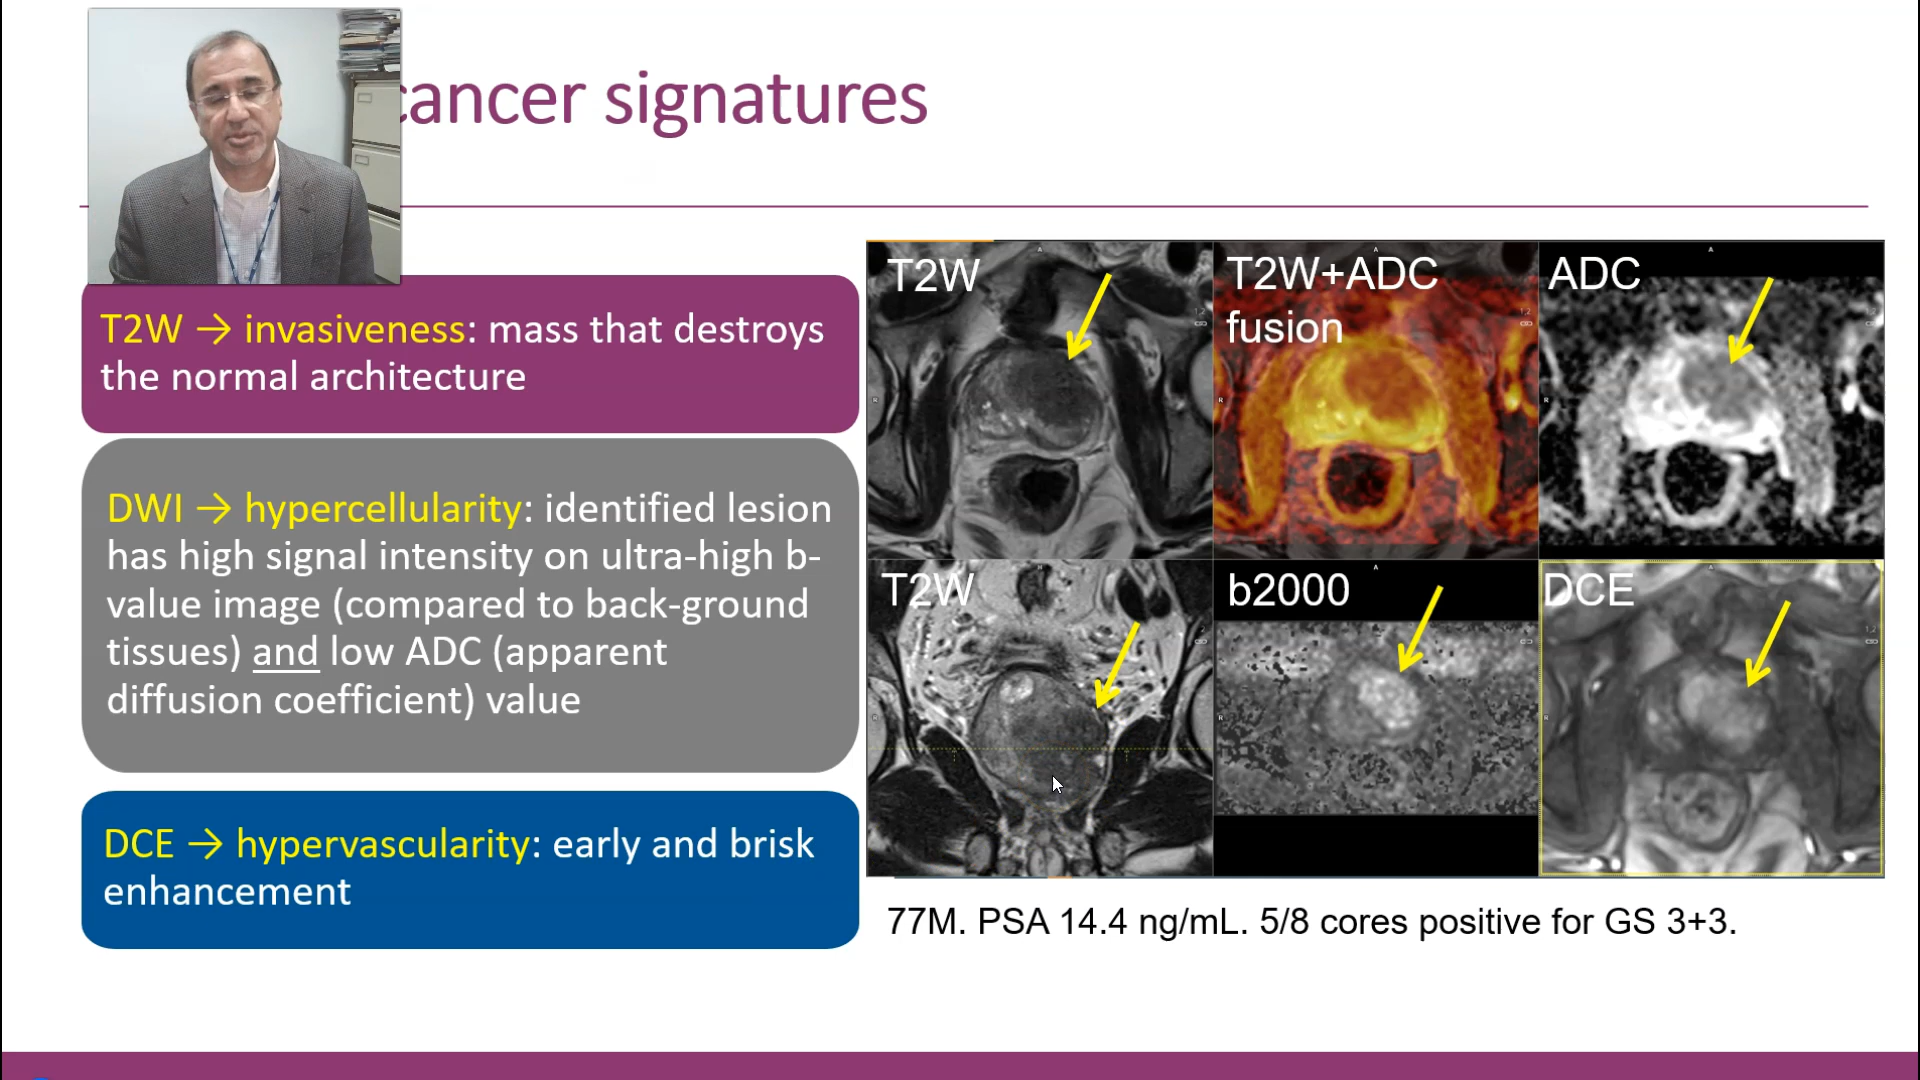 cancer signatures
T2W → invasiveness: mass that destroys
the normal architecture
DWI → hypercellularity: identified lesion
has high signal intensity on ultra-high b-
value image (compared to back-ground
tissues) and low ADC (apparent
diffusion coefficient) value
DCE → hypervascularity: early and brisk
enhancement
T2W
T2W+ADC
fusion
ADC
T2W
b2000
DCE
77M. PSA 14.4 ng/mL. 5/8 cores positive for GS 3+3.